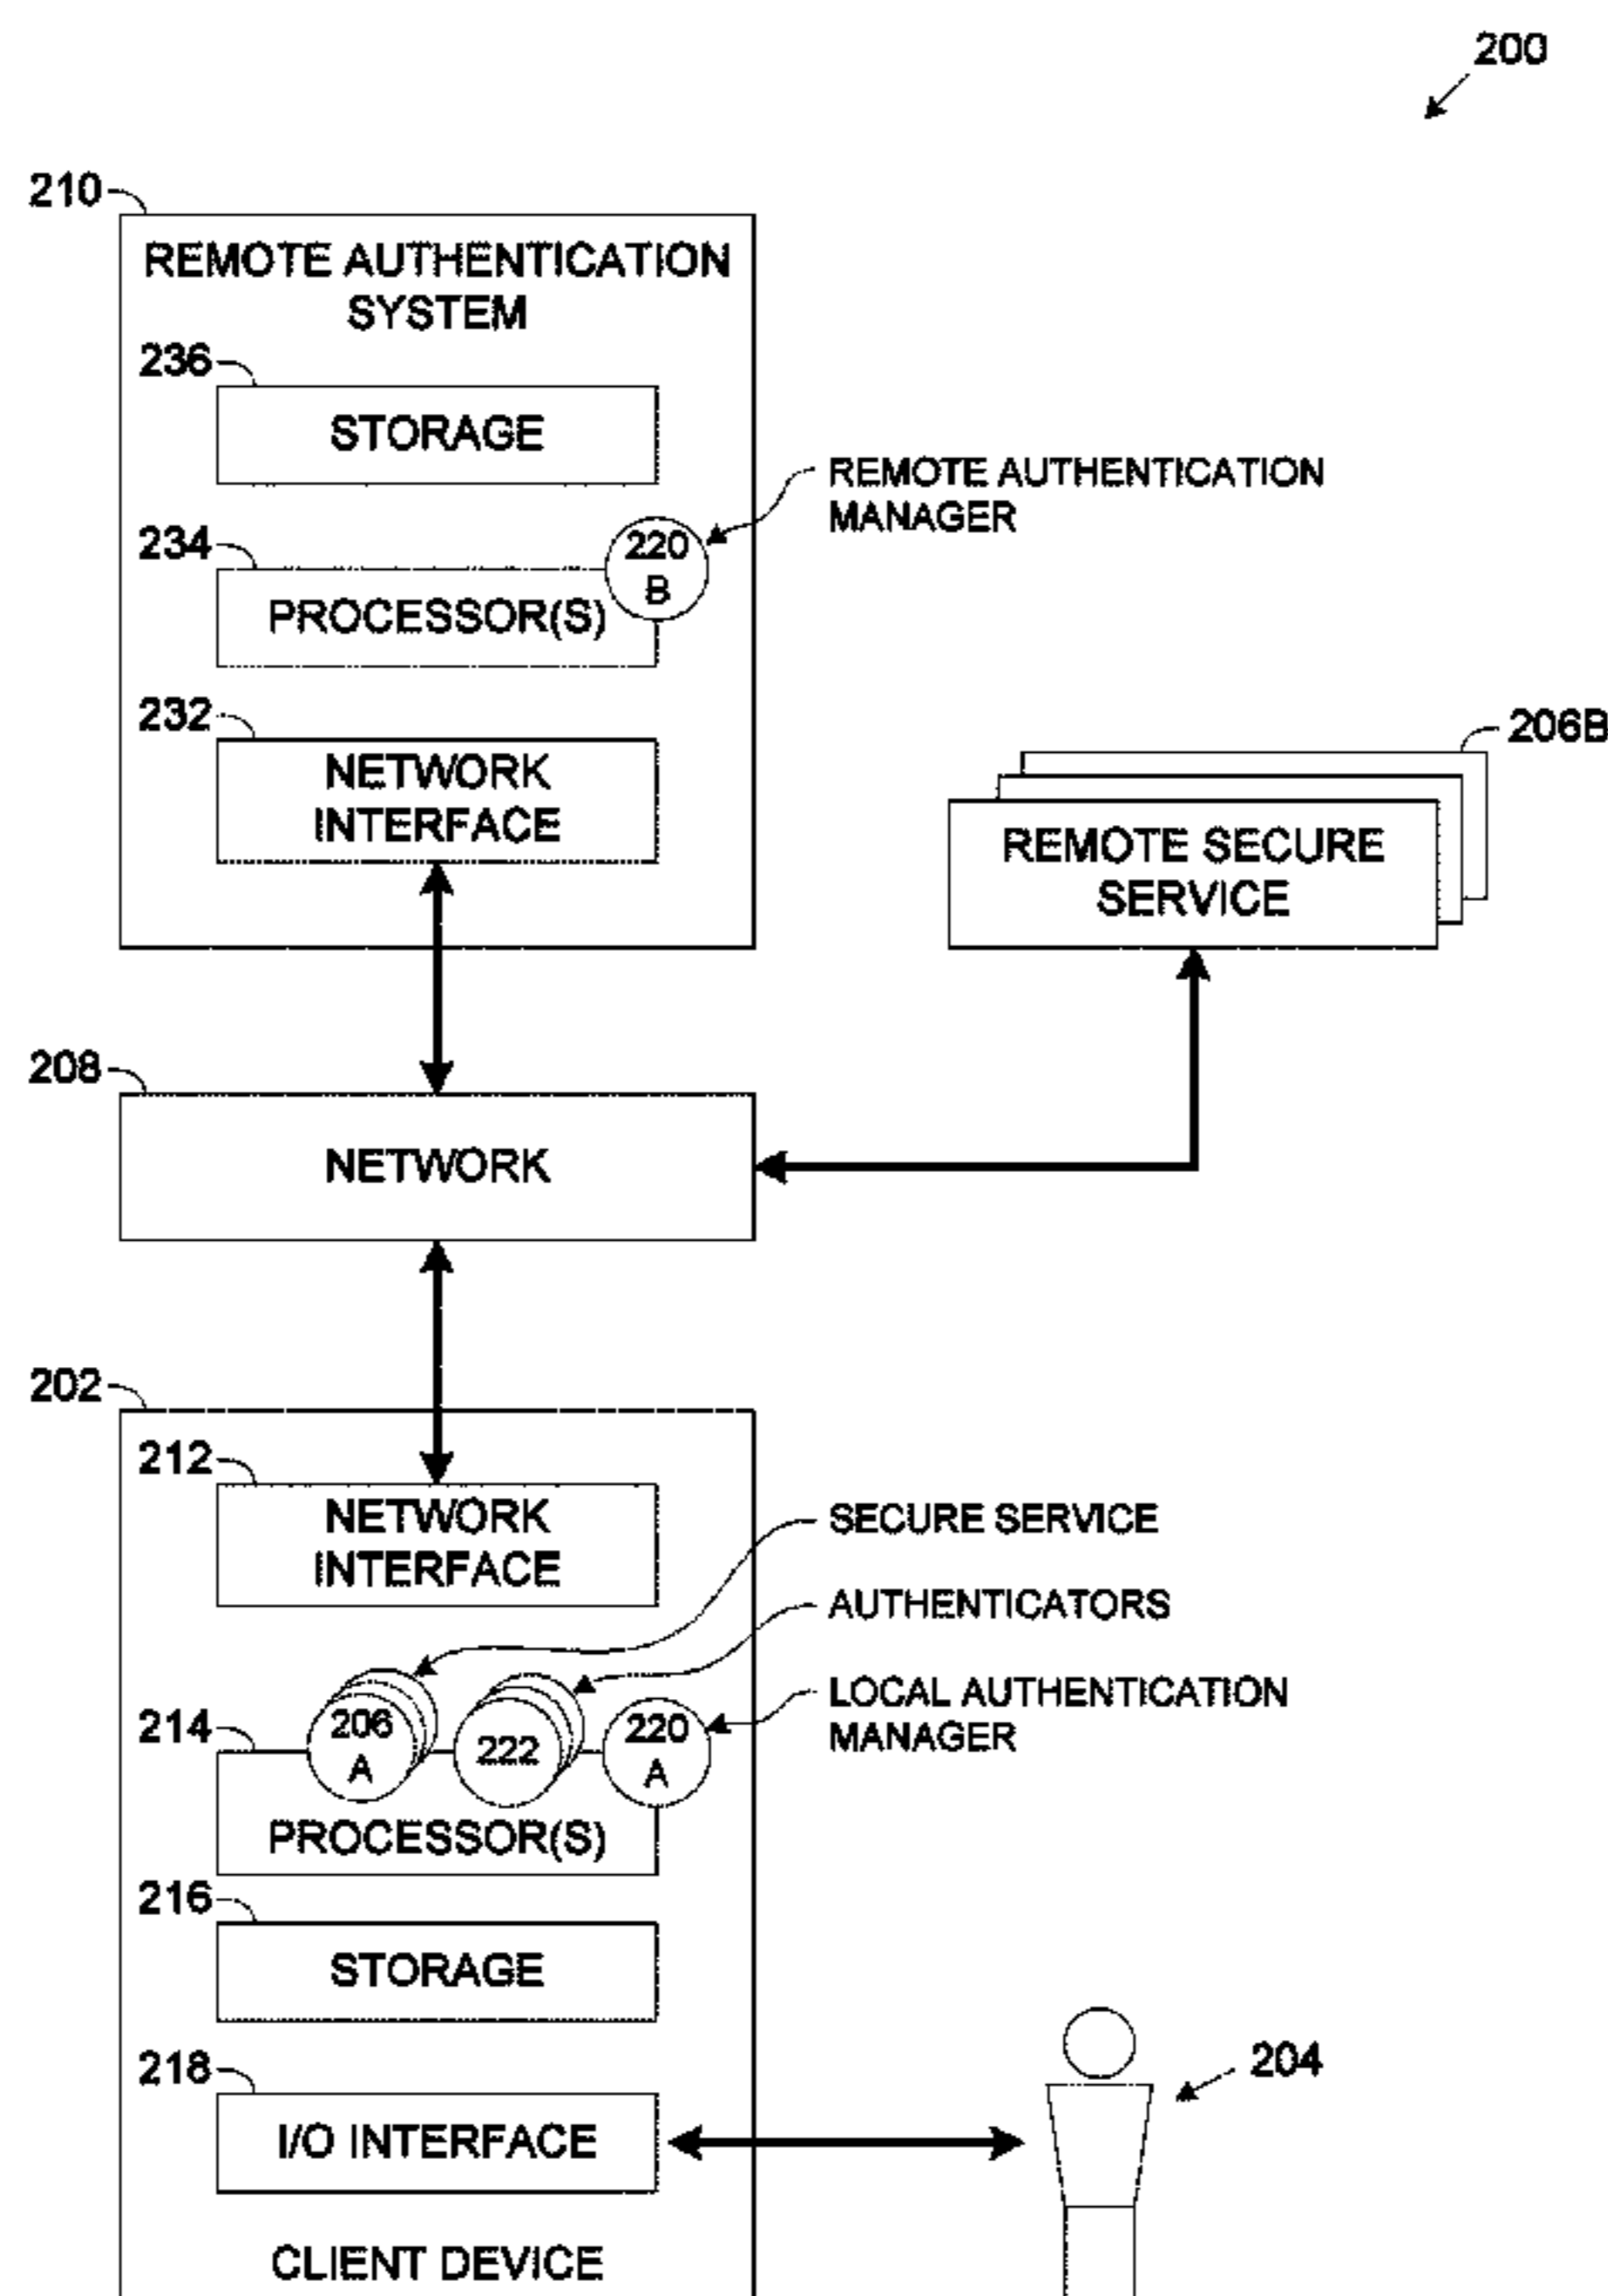 200
210
REMOTE AUTHENTICATION
SYSTEM
236
STORAGE
REMOTE AUTHENTICATION
MANAGER
234
220
B
PROCESSOR(S)
232
NETWORK
INTERFACE
206B
REMOTE SECURE
SERVICE
208
NETWORK
202
212
NETWORK
INTERFACE
SECURE SERVICE
AUTHENTICATORS
LOCAL AUTHENTICATION
MANAGER
214
206
A
222
220
A
PROCESSOR(S)
216
STORAGE
218
I/O INTERFACE
204
CLIENT DEVICE